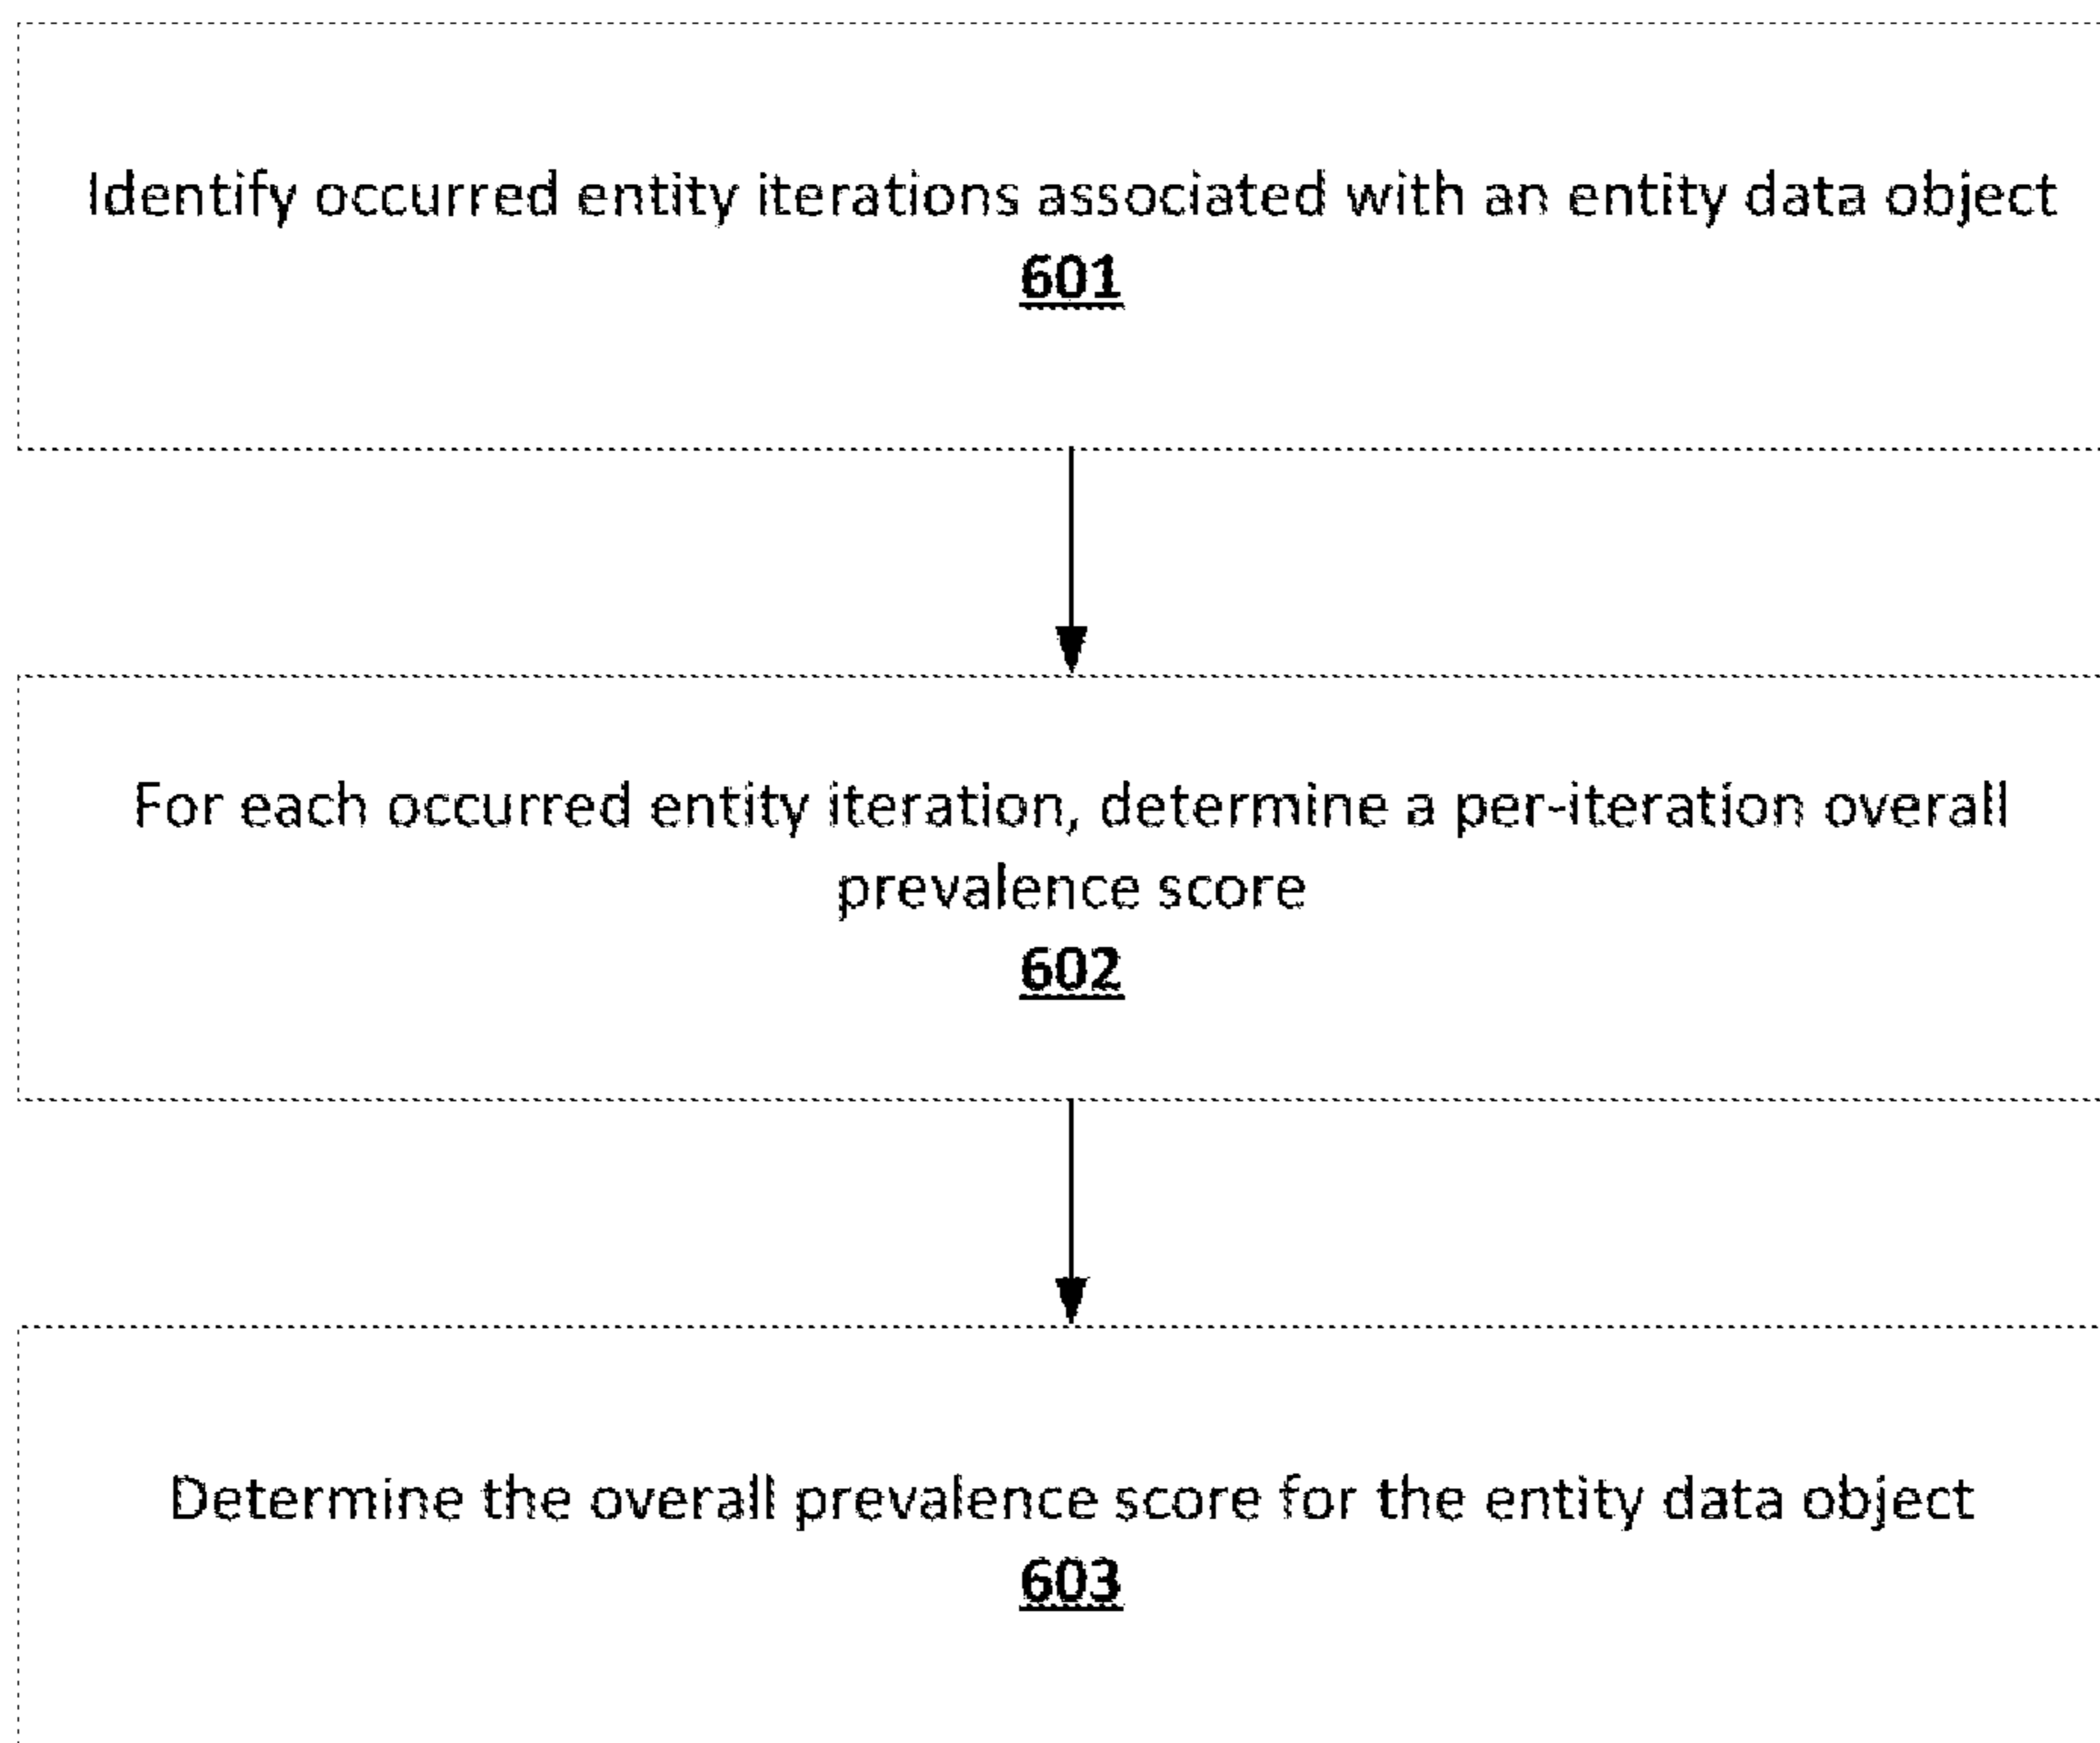 Identify occurred entity iterations associated with an entity data object
601
For each occurred entity iteration, determine a per-iteration overall
prevalence score
602
Determine the overall prevalence score for the entity data object
603